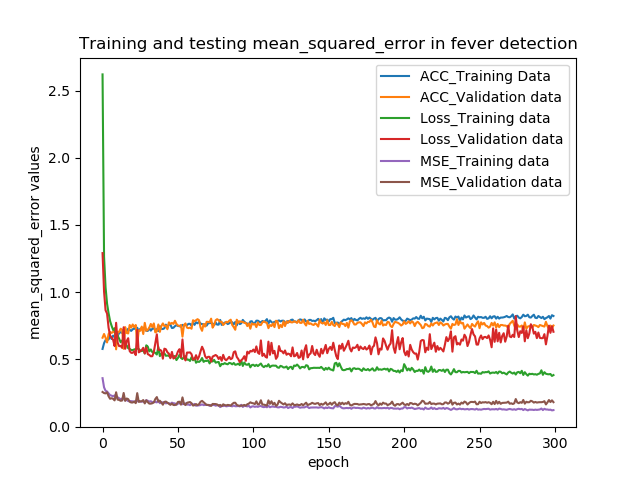 Training and testing mean_squared_error in fever detection
ACC_Training Data
ACC_Validation data
Loss_Training data
Loss_Validation data
MSE_Training data
MSE_Validation data
mean_squared_error values
2.5
2.0
1.5
1.0
0.5
0.0
0 50 100 150 200 250 300
epoch